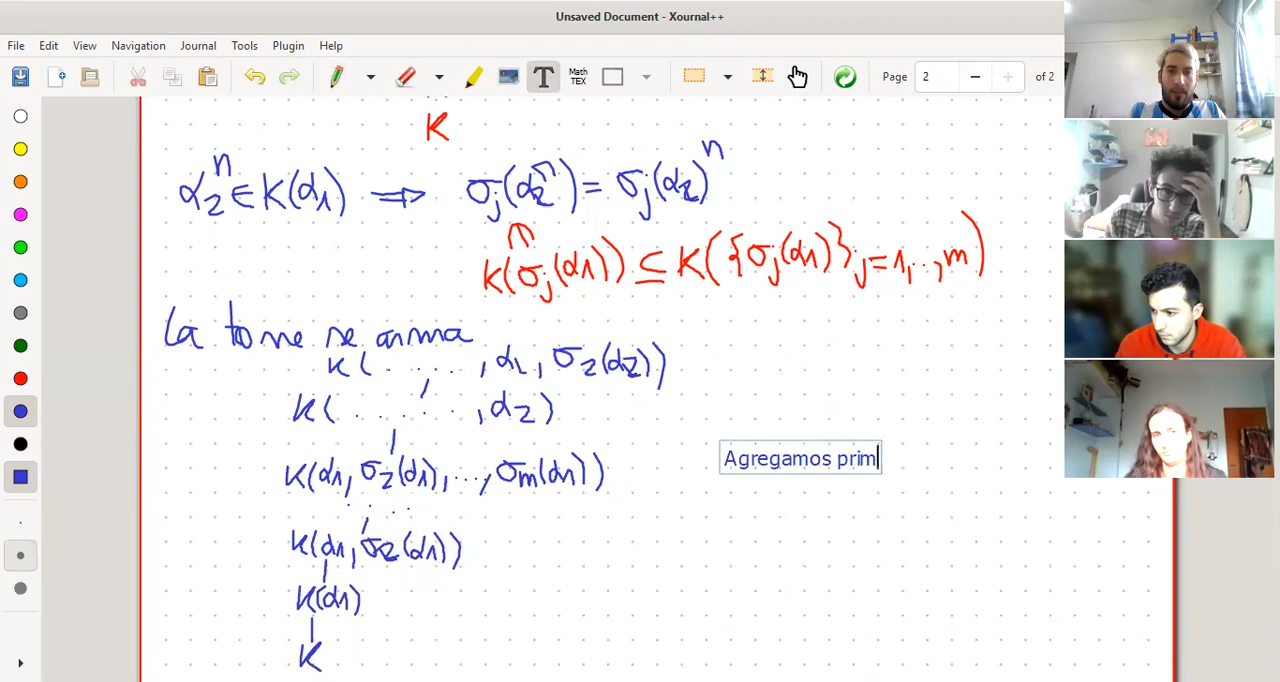 Unsaved Document - Xournal++
File Edit View Navigation Journal Tools Plugin Help
T Math TEX Page 2 of 2
K
α₂ⁿ ∈ K(α₁) ⟹ σⱼ(α₂ⁿ) = σⱼ(α₂)ⁿ
K(σⱼ(α₁)) ⊆ K({σⱼ(α₁)}ⱼ=1,..,m)
La torre se arma
K( ..... , α₂, σ₂(α₂))
K( ...... , α₂)
K(α₁, σ₂(α₁), ..., σm(α₁))
Agregamos prim
. . . .
K(α₁, σ₂(α₁))
K(α₁)
K